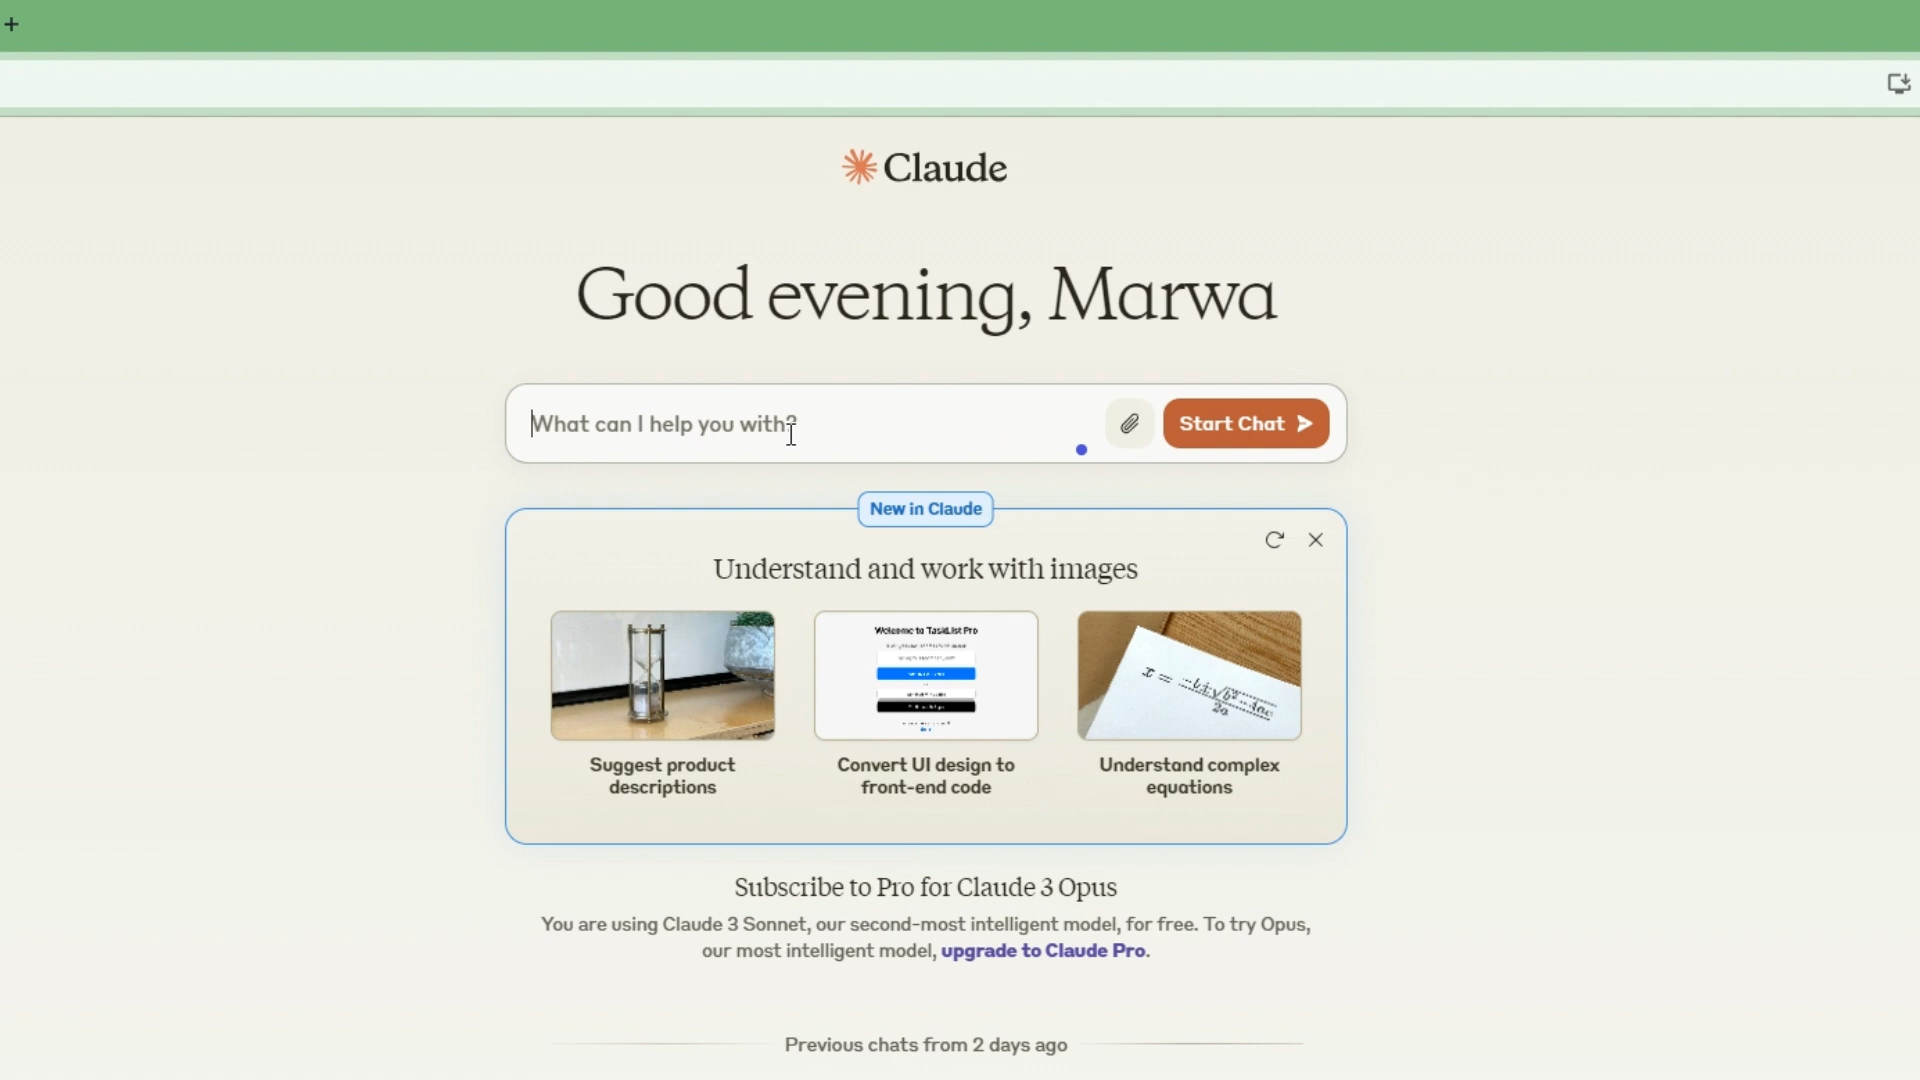 +
Claude
Good evening, Marwa
What can I help you with?
Start Chat
New in Claude
Understand and work with images
Welcome to TaskList Pro
x = -b±√b²-4ac
2a
Suggest product
descriptions
Convert UI design to
front-end code
Understand complex
equations
Subscribe to Pro for Claude 3 Opus
You are using Claude 3 Sonnet, our second-most intelligent model, for free. To try Opus,
our most intelligent model, upgrade to Claude Pro.
Previous chats from 2 days ago